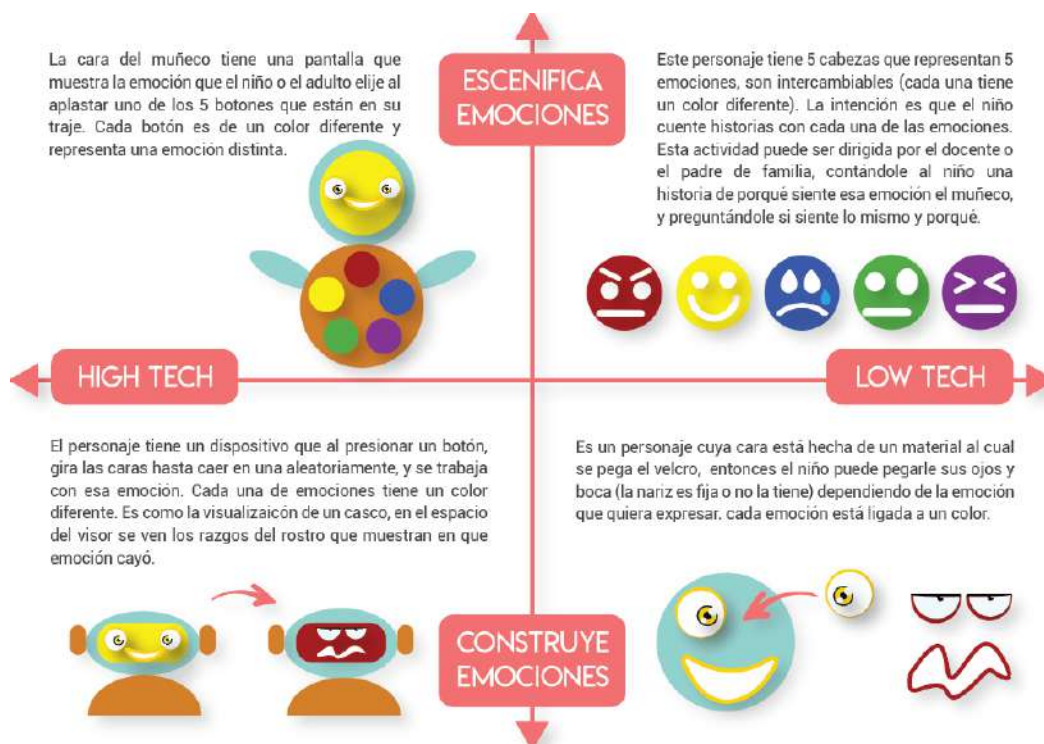 La cara del muñeco tiene una pantalla que
muestra la emoción que el niño o el adulto elije al
aplastar uno de los 5 botones que están en su
traje. Cada botón es de un color diferente y
representa una emoción distinta.
ESCENIFICA
EMOCIONES
Este personaje tiene 5 cabezas que representan 5
emociones, son intercambiables (cada una tiene
un color diferente). La intención es que el niño
cuente historias con cada una de las emociones.
Esta actividad puede ser dirigida por el docente o
el padre de familia, contándole al niño una
historia de porqué siente esa emoción el muñeco,
y preguntándole si siente lo mismo y porqué.
HIGH TECH
LOW TECH
El personaje tiene un dispositivo que al presionar un botón,
gira las caras hasta caer en una aleatoriamente, y se trabaja
con esa emoción. Cada una de emociones tiene un color
diferente. Es como la visualizaicón de un casco, en el espacio
del visor se ven los razgos del rostro que muestran en que
emoción cayó.
Es un personaje cuya cara está hecha de un material al cual
se pega el velcro, entonces el niño puede pegarle sus ojos y
boca (la nariz es fija o no la tiene) dependiendo de la emoción
que quiera expresar. cada emoción está ligada a un color.
CONSTRUYE
EMOCIONES